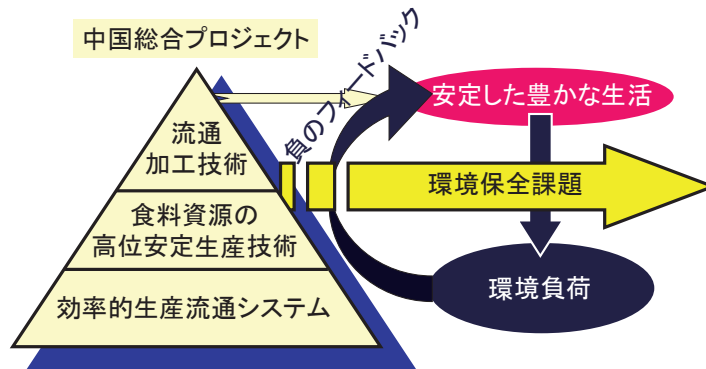 中国総合プロジェクト
負のフィードバック
安定した豊かな生活
流通
加工技術
環境保全課題
食料資源の
高位安定生産技術
環境負荷
効率的生産流通システム